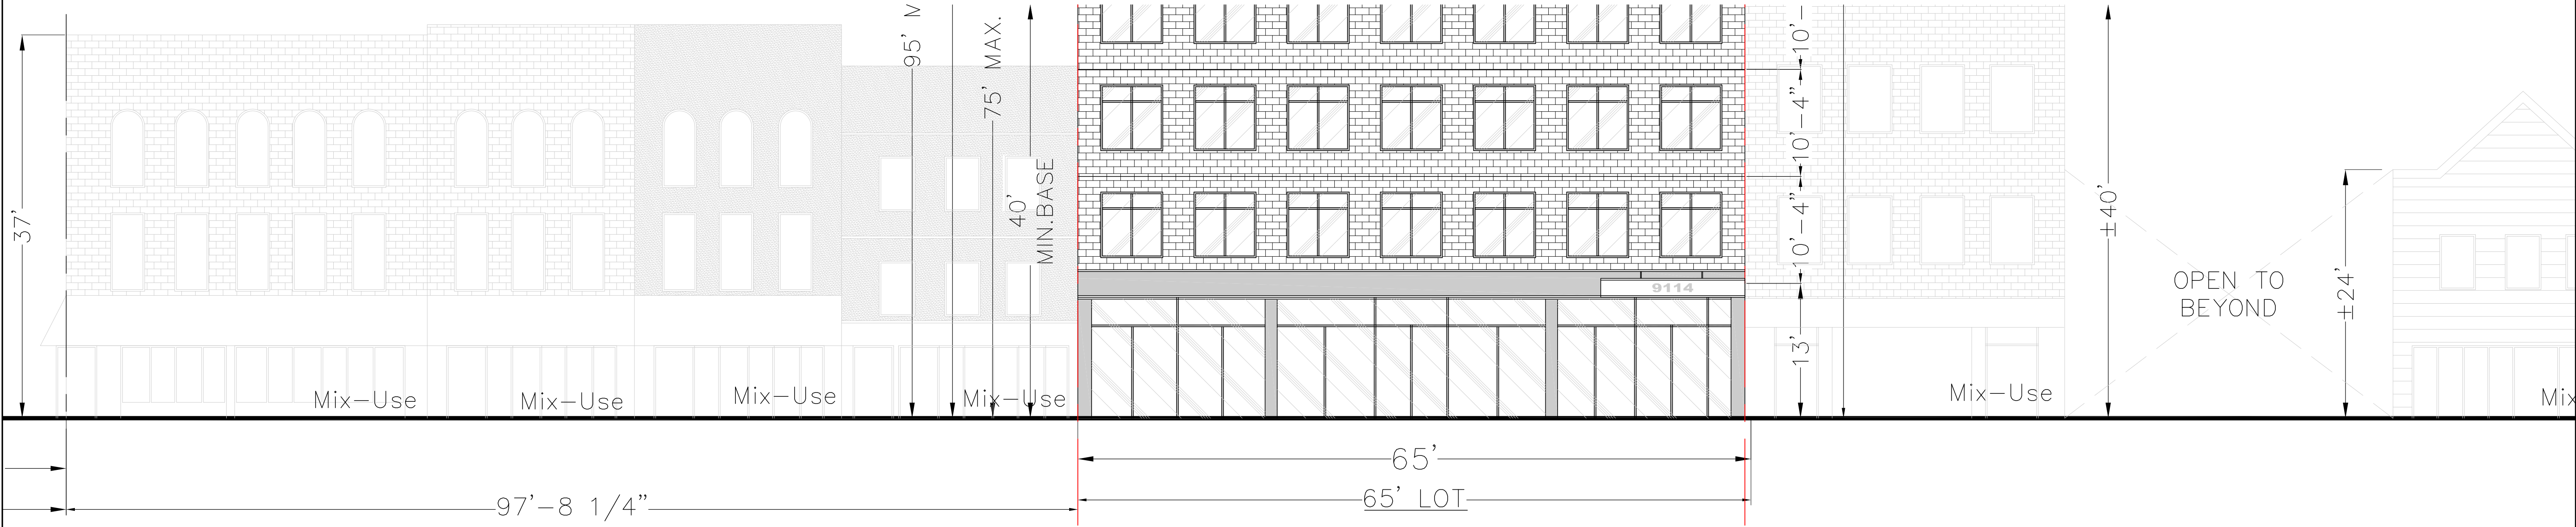 37'
95' M
75' MAX.
40'
MIN.BASE
10'-
10'-4"
10'-4"
13'
9114
±40'
OPEN TO
BEYOND
±24'
Mix-Use
Mix-Use
Mix-Use
Mix-Use
Mix-Use
Mix
65'
65' LOT
97'-8 1/4"